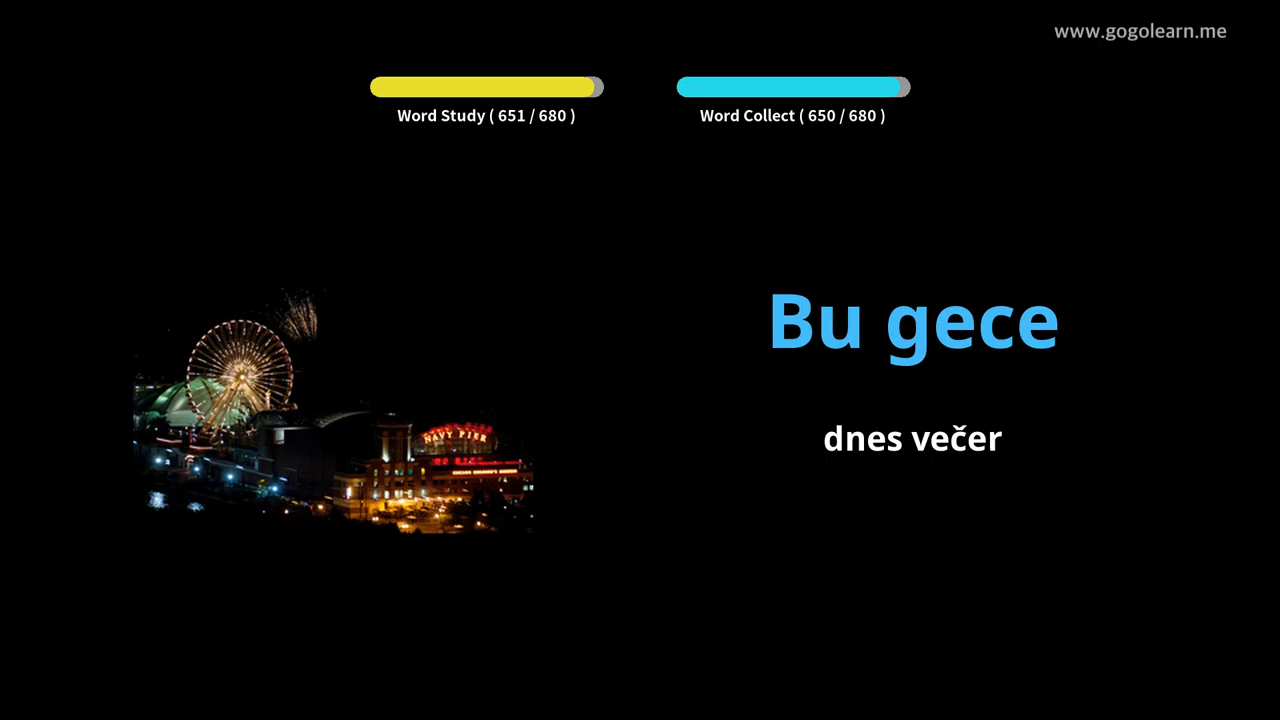 www.gogolearn.me
Word Study ( 651 / 680 )
Word Collect ( 650 / 680 )
Bu gece
dnes večer
NAVY PIER